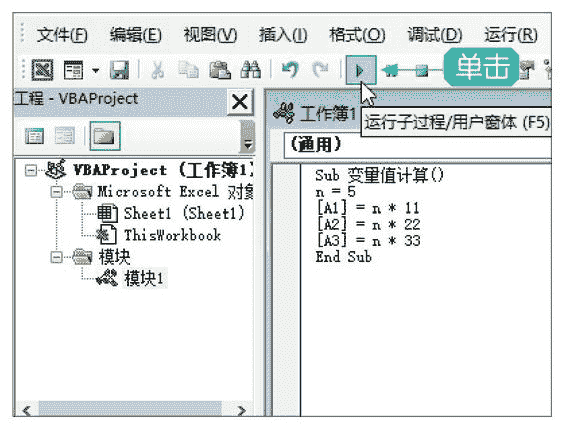 文件(F) 编辑(E) 视图(V) 插入(I) 格式(O) 调试(D) 运行(R)
单击
工程 - VBAProject
运行子过程/用户窗体 (F5)
工作簿1
(通用)
VBAProject (工作簿1)
Microsoft Excel 对象
Sheet1 (Sheet1)
ThisWorkbook
模块
模块1
Sub 变量值计算()
n = 5
[A1] = n * 11
[A2] = n * 22
[A3] = n * 33
End Sub